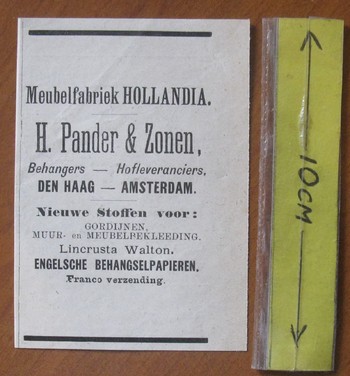 Meubelfabriek HOLLANDIA.
H. Pander & Zonen,
Behangers — Hofleveranciers,
DEN HAAG — AMSTERDAM.
Nieuwe Stoffen voor:
GORDIJNEN,
MUUR- en MEUBELBEKLEEDING.
Lincrusta Walton.
ENGELSCHE BEHANGSELPAPIEREN.
Franco verzending.
10CM